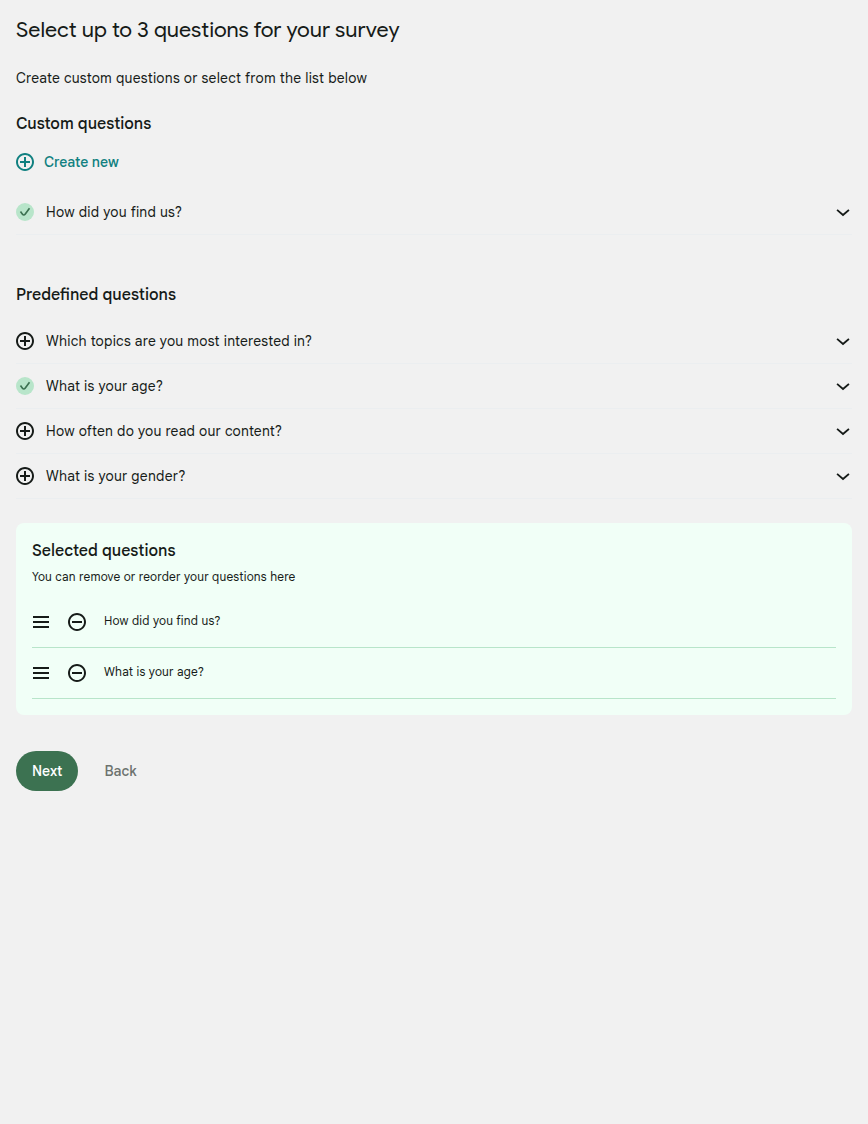 Select up to 3 questions for your survey
Create custom questions or select from the list below
Custom questions
Create new
How did you find us?
Predefined questions
Which topics are you most interested in?
What is your age?
How often do you read our content?
What is your gender?
Selected questions
You can remove or reorder your questions here
How did you find us?
What is your age?
Next Back